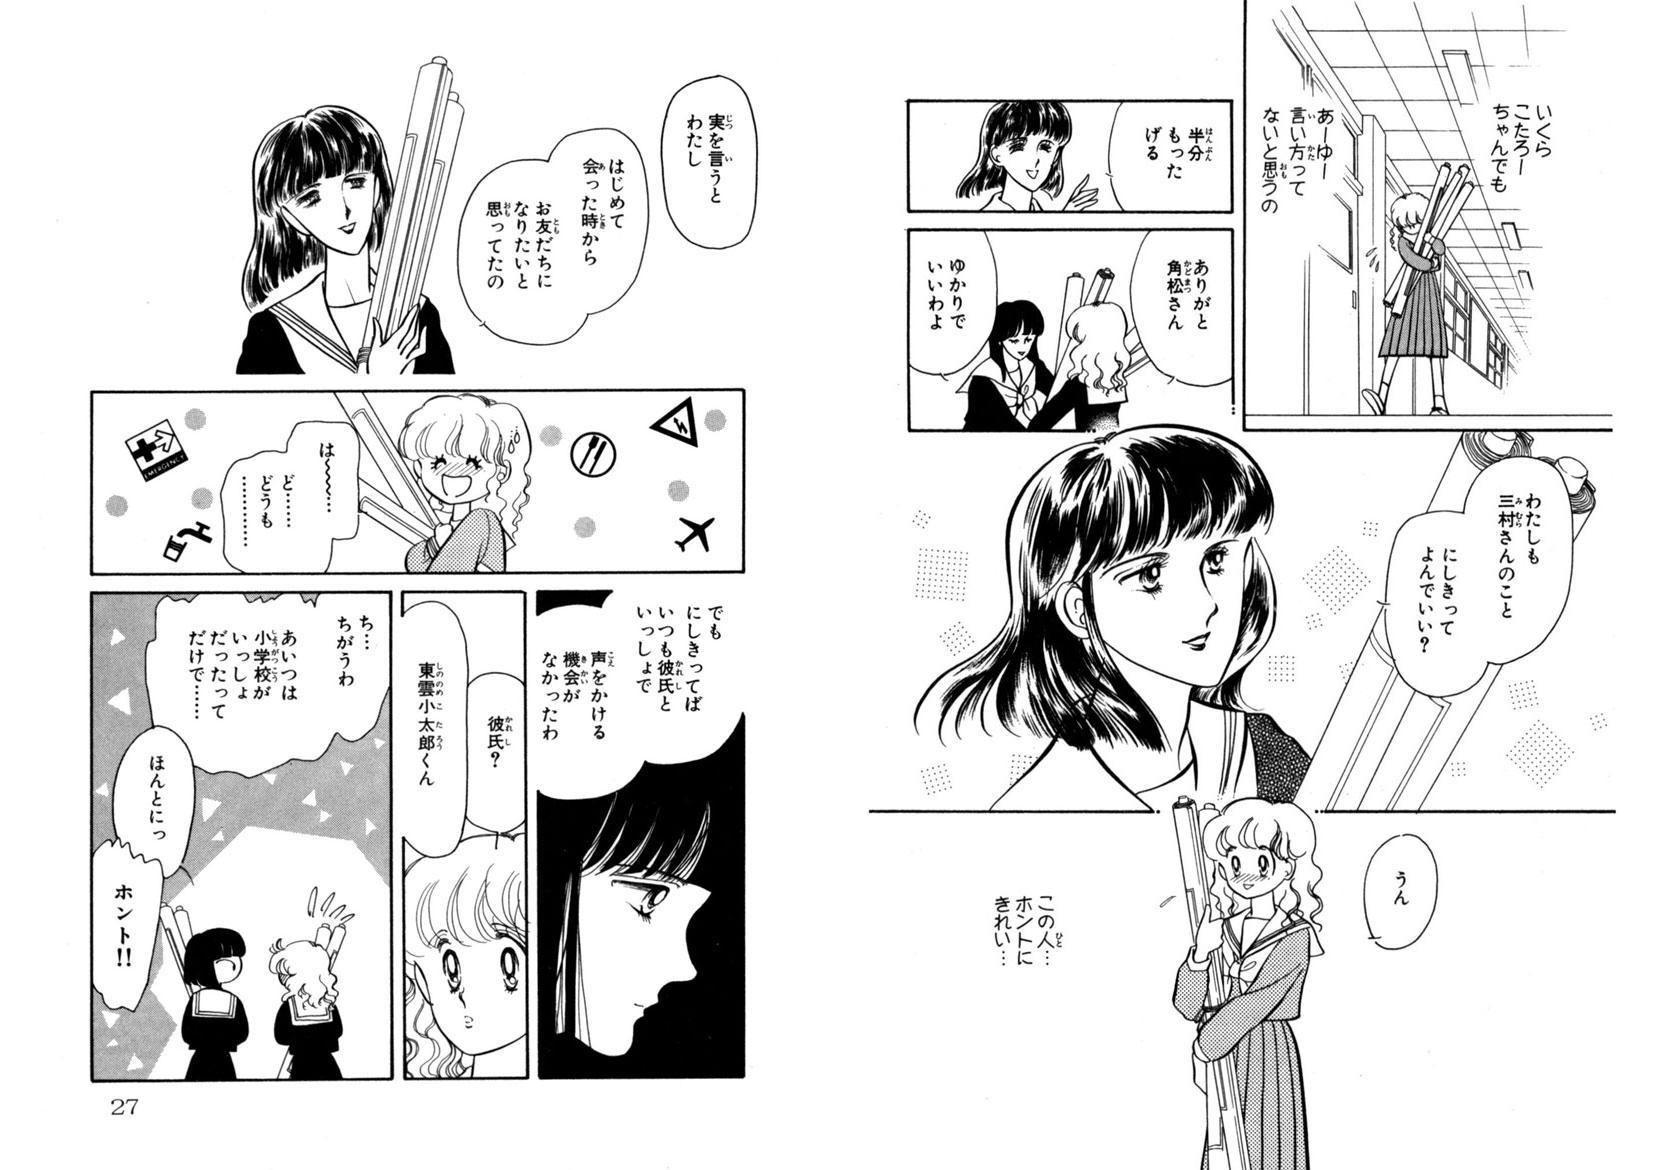 いくら
こたろー
ちゃんでも
あーゆー
言い方って
ないと思うの
半分
もった
げる
ありがと
角松さん
ゆかりで
いいわよ
わたしも
三村さんのこと
にしきって
よんでいい?
うん
この人…
ホントに
きれい…
実を言うと
わたし
はじめて
会った時から
お友だちに
なりたいと
思ってたの
は〜〜〜……
ど……
どうも
…………
EMERGENCY
でも
にしきってば
いつも彼氏と
いっしょで
声をかける
機会が
なかったわ
彼氏?
東雲小太郎くん
ち…
ちがうわ
あいつは
小学校が
いっしょ
だったって
だけで……
ほんとにっ
ホント!!
27